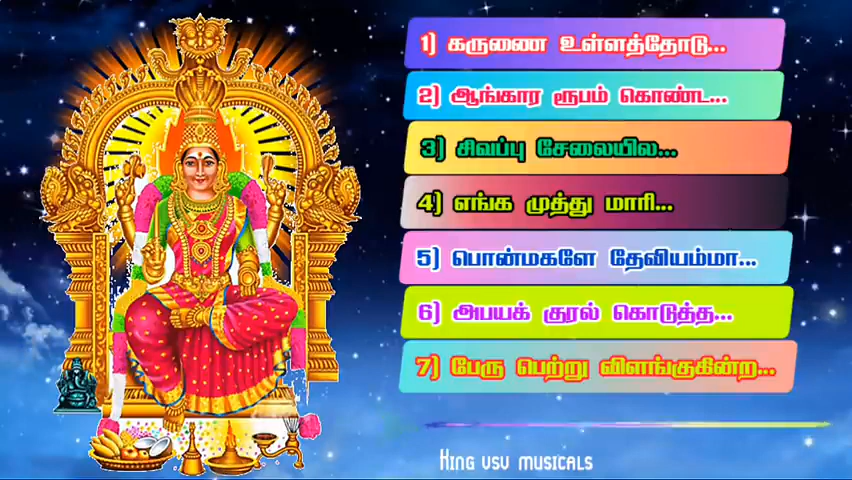 1) கருணை உள்ளத்தோடு...
2) ஆங்கார ரூபம் கொண்ட...
3) சிவப்பு சேலையில...
4) எங்க முத்து மாரி...
5) பொன்மகளே தேவியம்மா...
6) அபயக் குரல் கொடுத்த...
7) பேரு பெற்று விளங்குகின்ற...
King vsv musicals